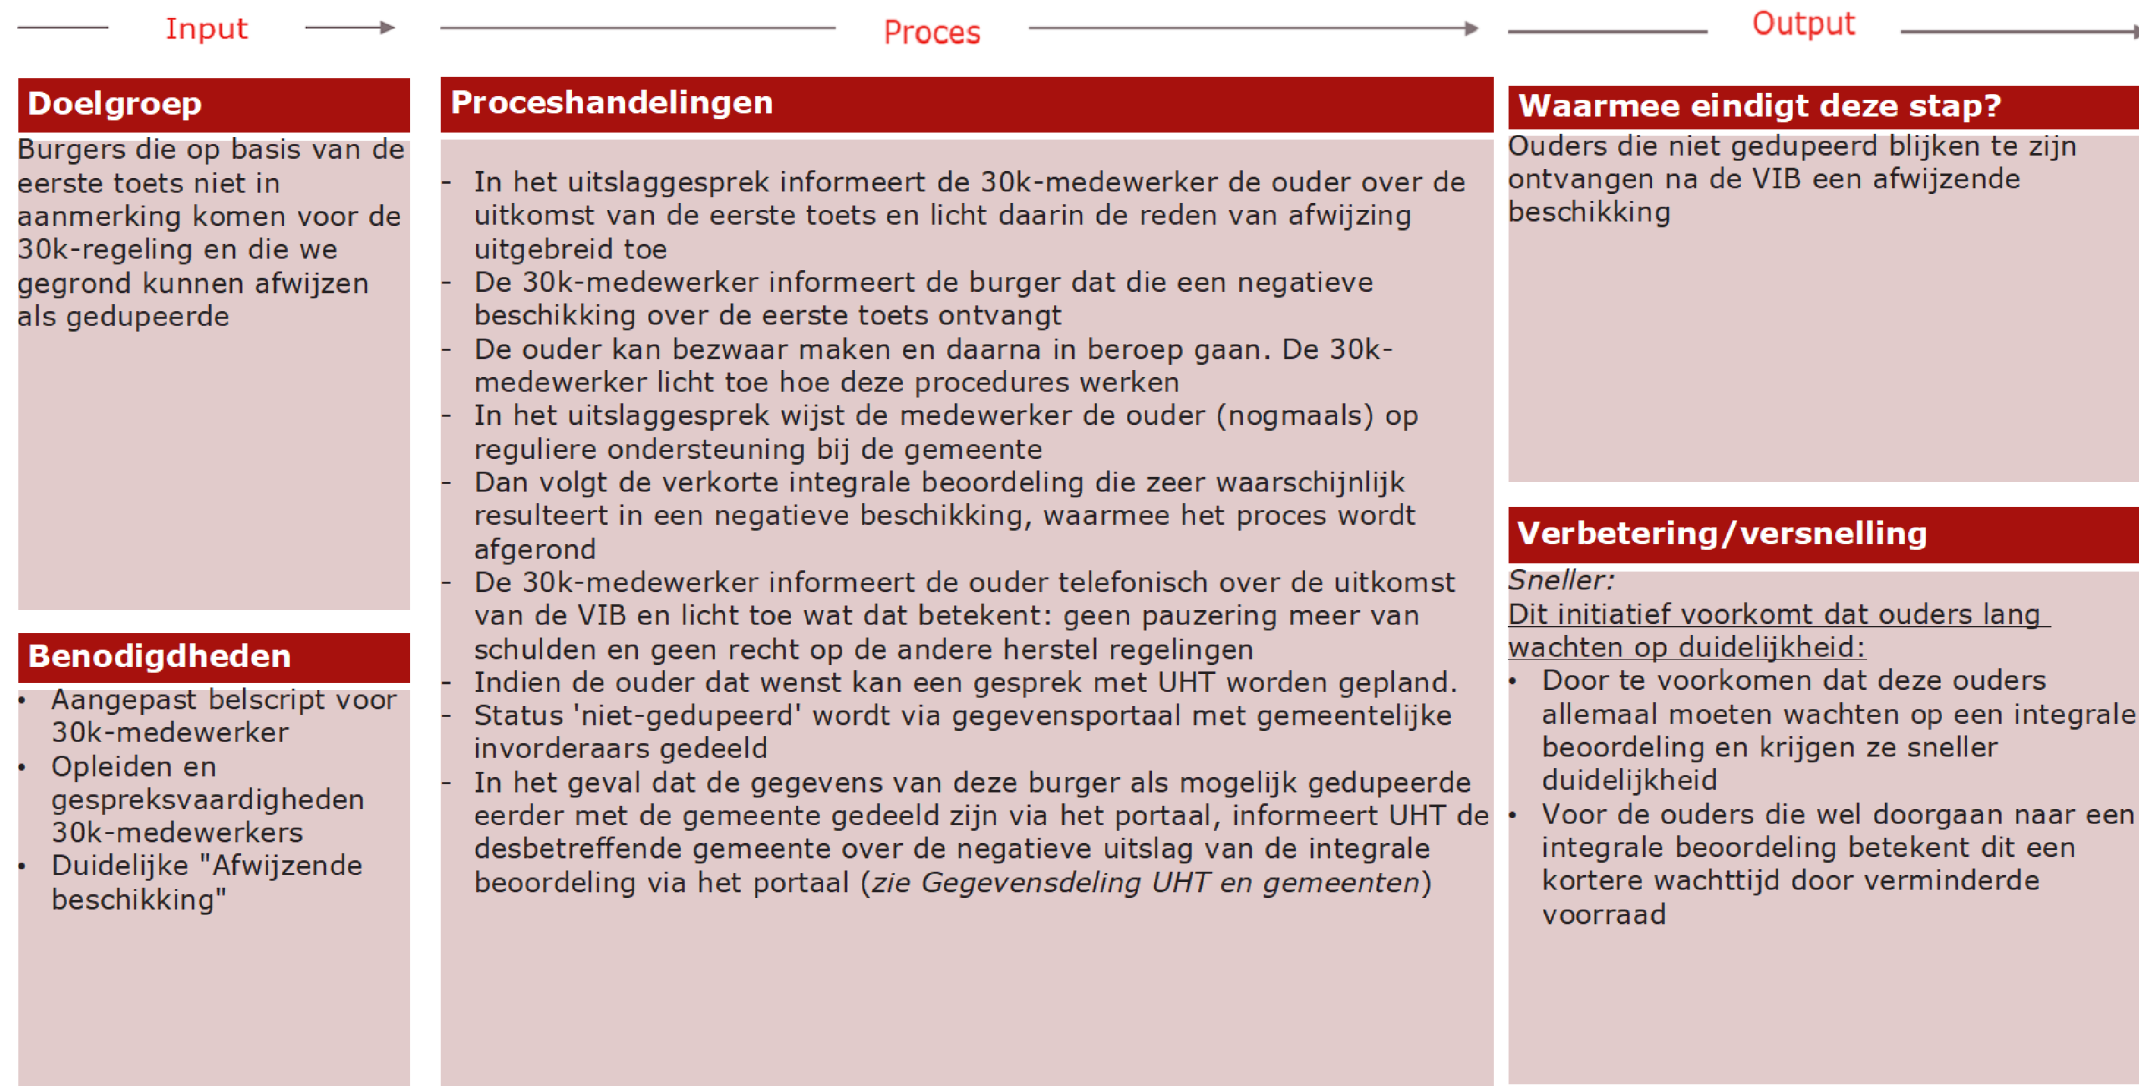 Input
Doelgroep
Burgers die op basis van de
eerste toets niet in
aanmerking komen voor de
30k-regeling en die we
gegrond kunnen afwijzen
als gedupeerde
Benodigdheden
• Aangepast belscript voor
30k-medewerker
• Opleiden en
gespreksvaardigheden
30k-medewerkers
• Duidelijke "Afwijzende
beschikking"
Proces
Proceshandelingen
- In het uitslaggesprek informeert de 30k-medewerker de ouder over de
uitkomst van de eerste toets en licht daarin de reden van afwijzing
uitgebreid toe
- De 30k-medewerker informeert de burger dat die een negatieve
beschikking over de eerste toets ontvangt
- De ouder kan bezwaar maken en daarna in beroep gaan. De 30k-
medewerker licht toe hoe deze procedures werken
- In het uitslaggesprek wijst de medewerker de ouder (nogmaals) op
reguliere ondersteuning bij de gemeente
- Dan volgt de verkorte integrale beoordeling die zeer waarschijnlijk
resulteert in een negatieve beschikking, waarmee het proces wordt
afgerond
- De 30k-medewerker informeert de ouder telefonisch over de uitkomst
van de VIB en licht toe wat dat betekent: geen pauzering meer van
schulden en geen recht op de andere herstel regelingen
- Indien de ouder dat wenst kan een gesprek met UHT worden gepland.
- Status 'niet-gedupeerd' wordt via gegevensportaal met gemeentelijke
invorderaars gedeeld
- In het geval dat de gegevens van deze burger als mogelijk gedupeerde
eerder met de gemeente gedeeld zijn via het portaal, informeert UHT de
desbetreffende gemeente over de negatieve uitslag van de integrale
beoordeling via het portaal (zie Gegevensdeling UHT en gemeenten)
Output
Waarmee eindigt deze stap?
Ouders die niet gedupeerd blijken te zijn
ontvangen na de VIB een afwijzende
beschikking
Verbetering/versnelling
Sneller:
Dit initiatief voorkomt dat ouders lang
wachten op duidelijkheid:
• Door te voorkomen dat deze ouders
allemaal moeten wachten op een integrale
beoordeling en krijgen ze sneller
duidelijkheid
• Voor de ouders die wel doorgaan naar een
integrale beoordeling betekent dit een
kortere wachttijd door verminderde
voorraad